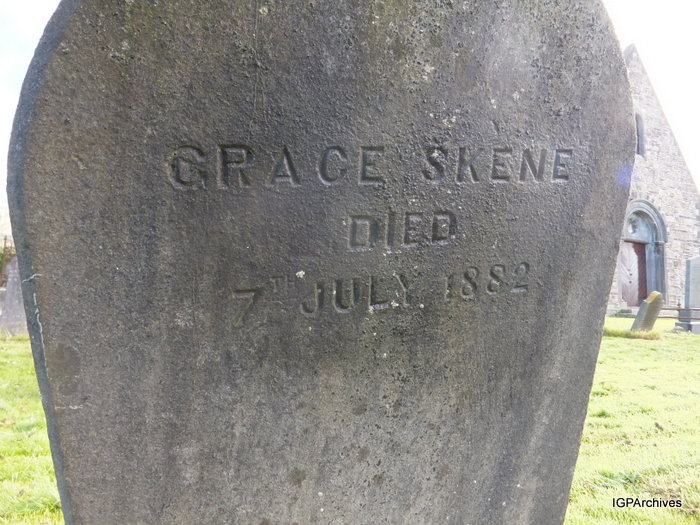 GRACE SKENE
DIED
7TH JULY 1882
IGPArchives